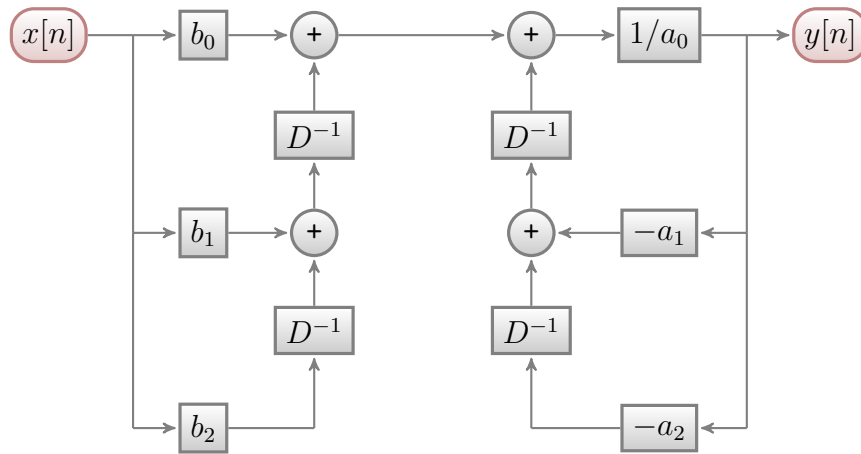 x[n] b₀ + + 1/a₀ y[n]
D⁻¹ D⁻¹
b₁ + + −a₁
D⁻¹ D⁻¹
b₂ −a₂